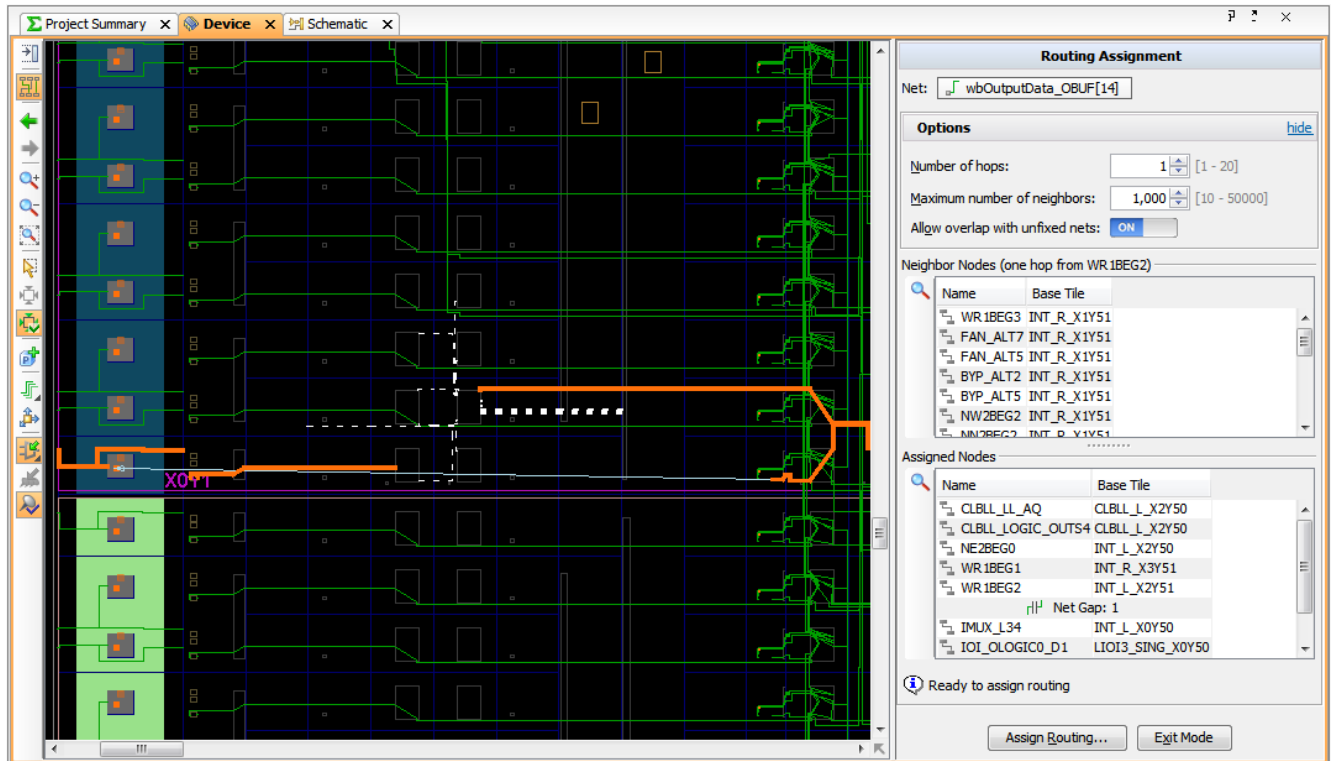 Project Summary
Device
Schematic
X0Y1
Routing Assignment
Net: wbOutputData_OBUF[14]
Options hide
Number of hops: 1 [1 - 20]
Maximum number of neighbors: 1,000 [10 - 50000]
Allow overlap with unfixed nets: ON
Neighbor Nodes (one hop from WR1BEG2)
Name Base Tile
WR1BEG3 INT_R_X1Y51
FAN_ALT7 INT_R_X1Y51
FAN_ALT5 INT_R_X1Y51
BYP_ALT2 INT_R_X1Y51
BYP_ALT5 INT_R_X1Y51
NW2BEG2 INT_R_X1Y51
NN2BEG2 INT_R_X1Y51
Assigned Nodes
Name Base Tile
CLBLL_LL_AQ CLBLL_L_X2Y50
CLBLL_LOGIC_OUTS4 CLBLL_L_X2Y50
NE2BEG0 INT_L_X2Y50
WR1BEG1 INT_R_X3Y51
WR1BEG2 INT_L_X2Y51
Net Gap: 1
IMUX_L34 INT_L_X0Y50
IOI_OLOGIC0_D1 LIOI3_SING_X0Y50
Ready to assign routing
Assign Routing... Exit Mode